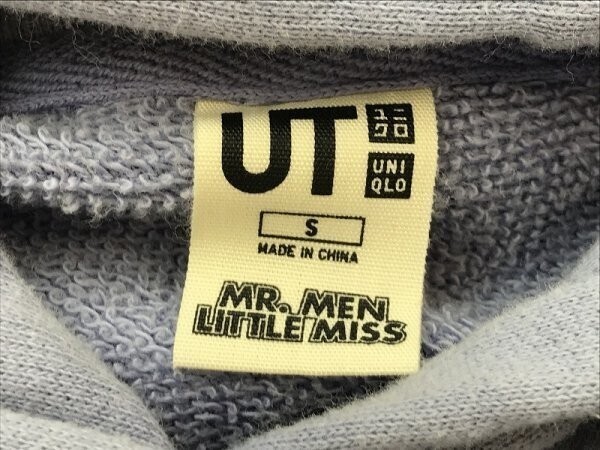 UT
ユニ
クロ
UNI
QLO
S
MADE IN CHINA
MR. MEN
LITTLE MISS